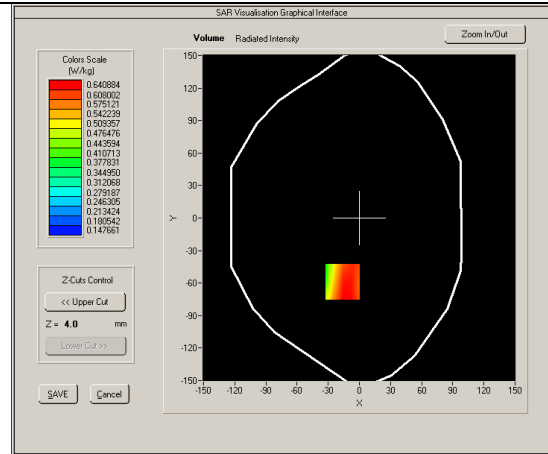 SAR Visualisation Graphical Interface
Volume Radiated Intensity
Zoom In/Out
Colors Scale
(W/kg)
0.640884
0.608002
0.575121
0.542239
0.509357
0.476476
0.443594
0.410713
0.377831
0.344950
0.312068
0.279187
0.246305
0.213424
0.180542
0.147661
Z-Cuts Control
<< Upper Cut
Z = 4.0 mm
Lower Cut >>
SAVE Cancel
150
120
90
60
30
0
-30
-60
-90
-120
-150
Y
-150 -120 -90 -60 -30 0 30 60 90 120 150
X